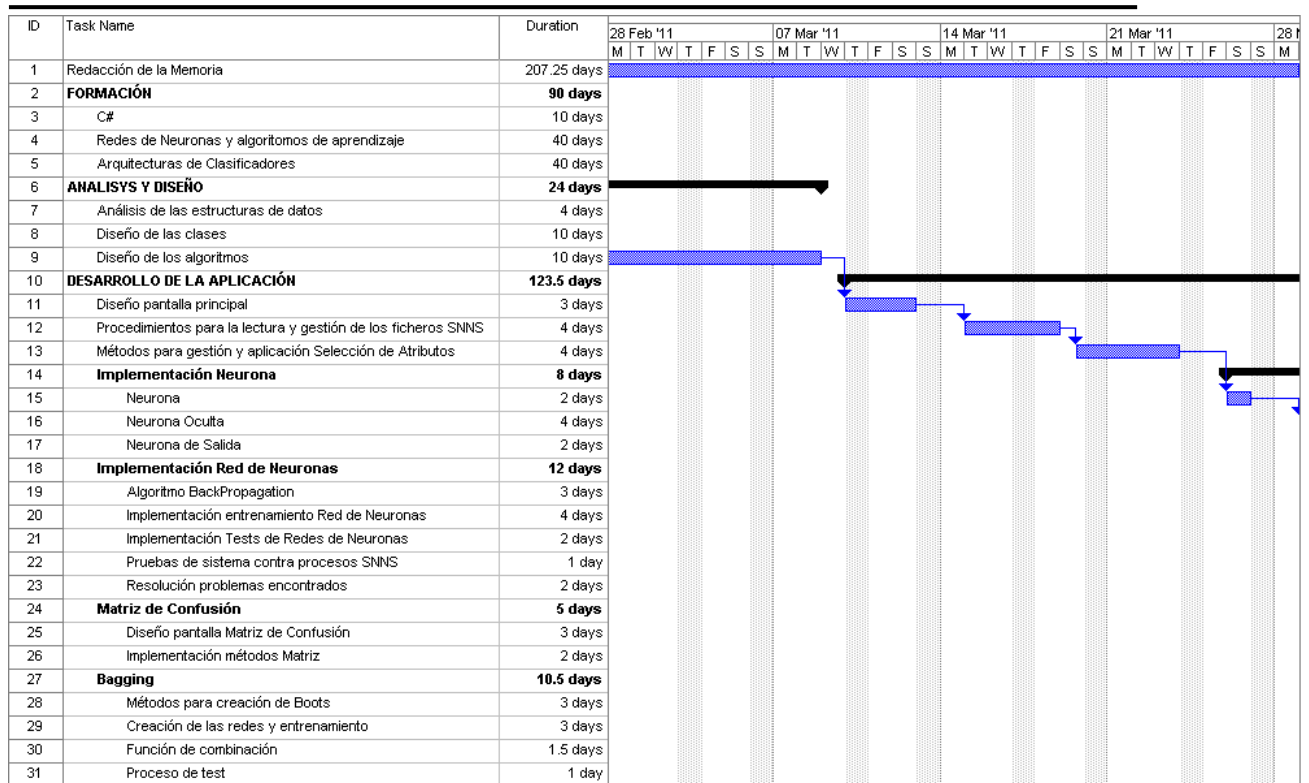 ID Task Name Duration 28 Feb '11 07 Mar '11 14 Mar '11 21 Mar '11 28
M T W T F S S M T W T F S S M T W T F S S M T W T F S S M
1 Redacción de la Memoria 207.25 days
2 FORMACIÓN 90 days
3 C# 10 days
4 Redes de Neuronas y algoritomos de aprendizaje 40 days
5 Arquitecturas de Clasificadores 40 days
6 ANALISYS Y DISEÑO 24 days
7 Análisis de las estructuras de datos 4 days
8 Diseño de las clases 10 days
9 Diseño de los algoritmos 10 days
10 DESARROLLO DE LA APLICACIÓN 123.5 days
11 Diseño pantalla principal 3 days
12 Procedimientos para la lectura y gestión de los ficheros SNNS 4 days
13 Métodos para gestión y aplicación Selección de Atributos 4 days
14 Implementación Neurona 8 days
15 Neurona 2 days
16 Neurona Oculta 4 days
17 Neurona de Salida 2 days
18 Implementación Red de Neuronas 12 days
19 Algoritmo BackPropagation 3 days
20 Implementación entrenamiento Red de Neuronas 4 days
21 Implementación Tests de Redes de Neuronas 2 days
22 Pruebas de sistema contra procesos SNNS 1 day
23 Resolución problemas encontrados 2 days
24 Matriz de Confusión 5 days
25 Diseño pantalla Matriz de Confusión 3 days
26 Implementación métodos Matriz 2 days
27 Bagging 10.5 days
28 Métodos para creación de Boots 3 days
29 Creación de las redes y entrenamiento 3 days
30 Función de combinación 1.5 days
31 Proceso de test 1 day